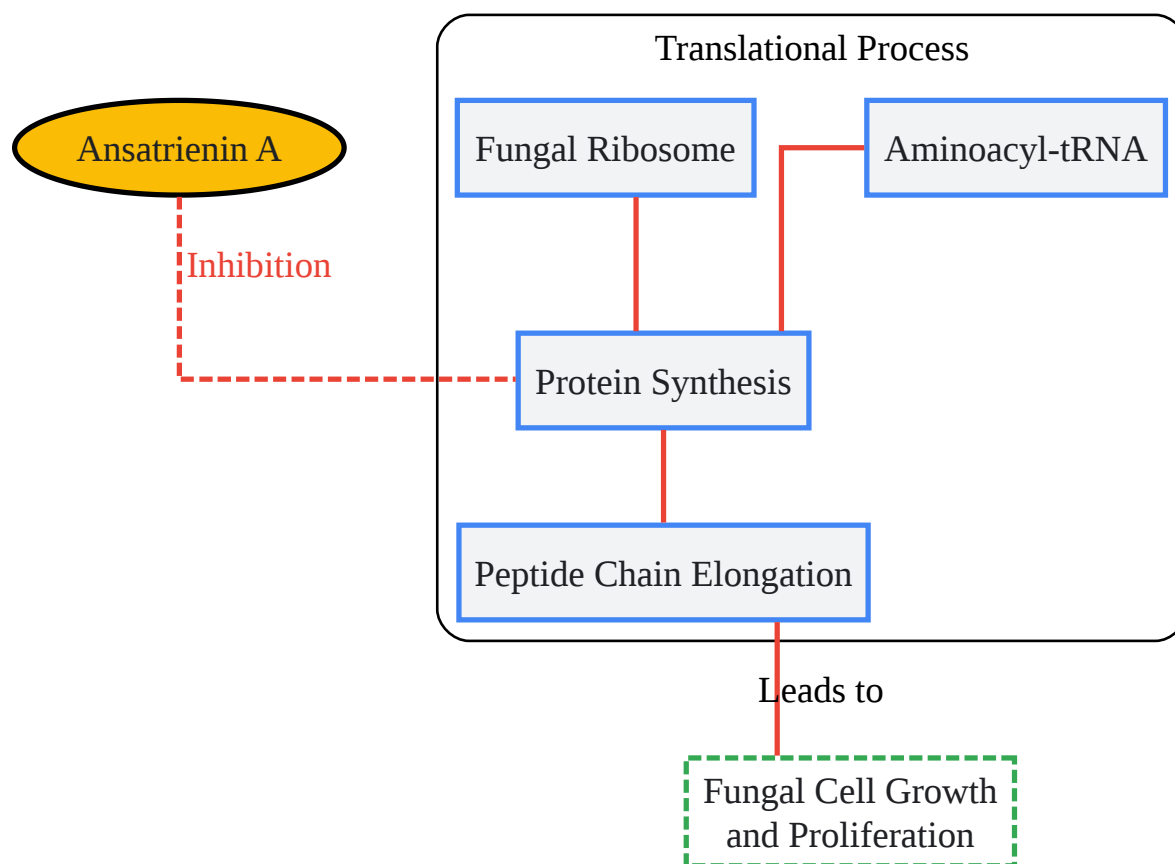 Translational Process
Ansatrienin A
Fungal Ribosome
Aminoacyl-tRNA
Inhibition
Protein Synthesis
Peptide Chain Elongation
Leads to
Fungal Cell Growth
and Proliferation